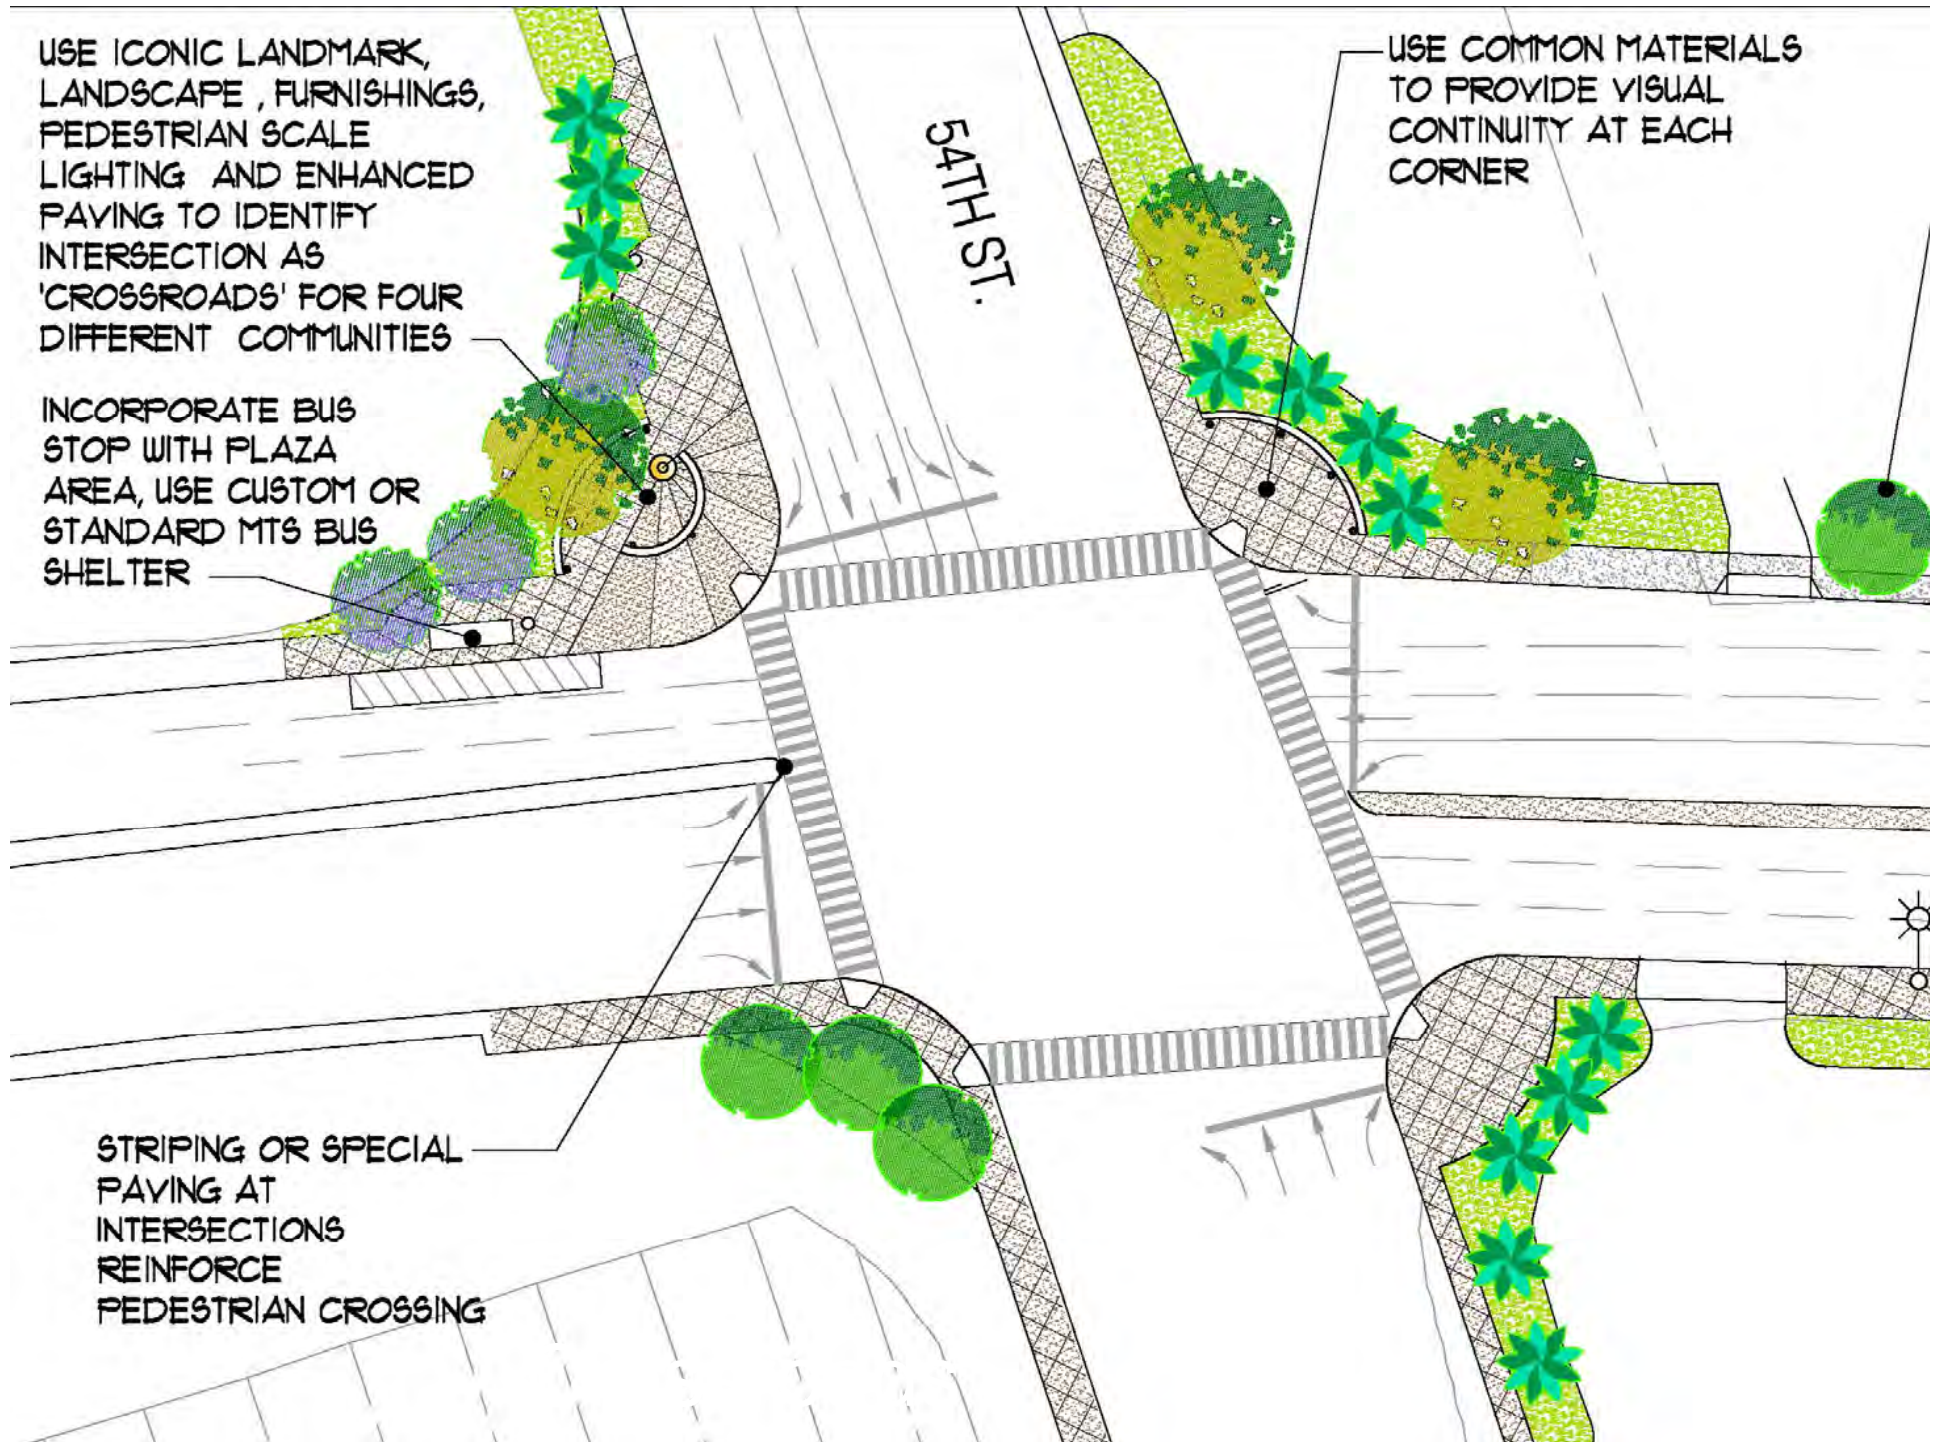 USE ICONIC LANDMARK,
LANDSCAPE , FURNISHINGS,
PEDESTRIAN SCALE
LIGHTING AND ENHANCED
PAVING TO IDENTIFY
INTERSECTION AS
'CROSSROADS' FOR FOUR
DIFFERENT COMMUNITIES
INCORPORATE BUS
STOP WITH PLAZA
AREA, USE CUSTOM OR
STANDARD MTS BUS
SHELTER
54TH ST.
USE COMMON MATERIALS
TO PROVIDE VISUAL
CONTINUITY AT EACH
CORNER
STRIPING OR SPECIAL
PAVING AT
INTERSECTIONS
REINFORCE
PEDESTRIAN CROSSING